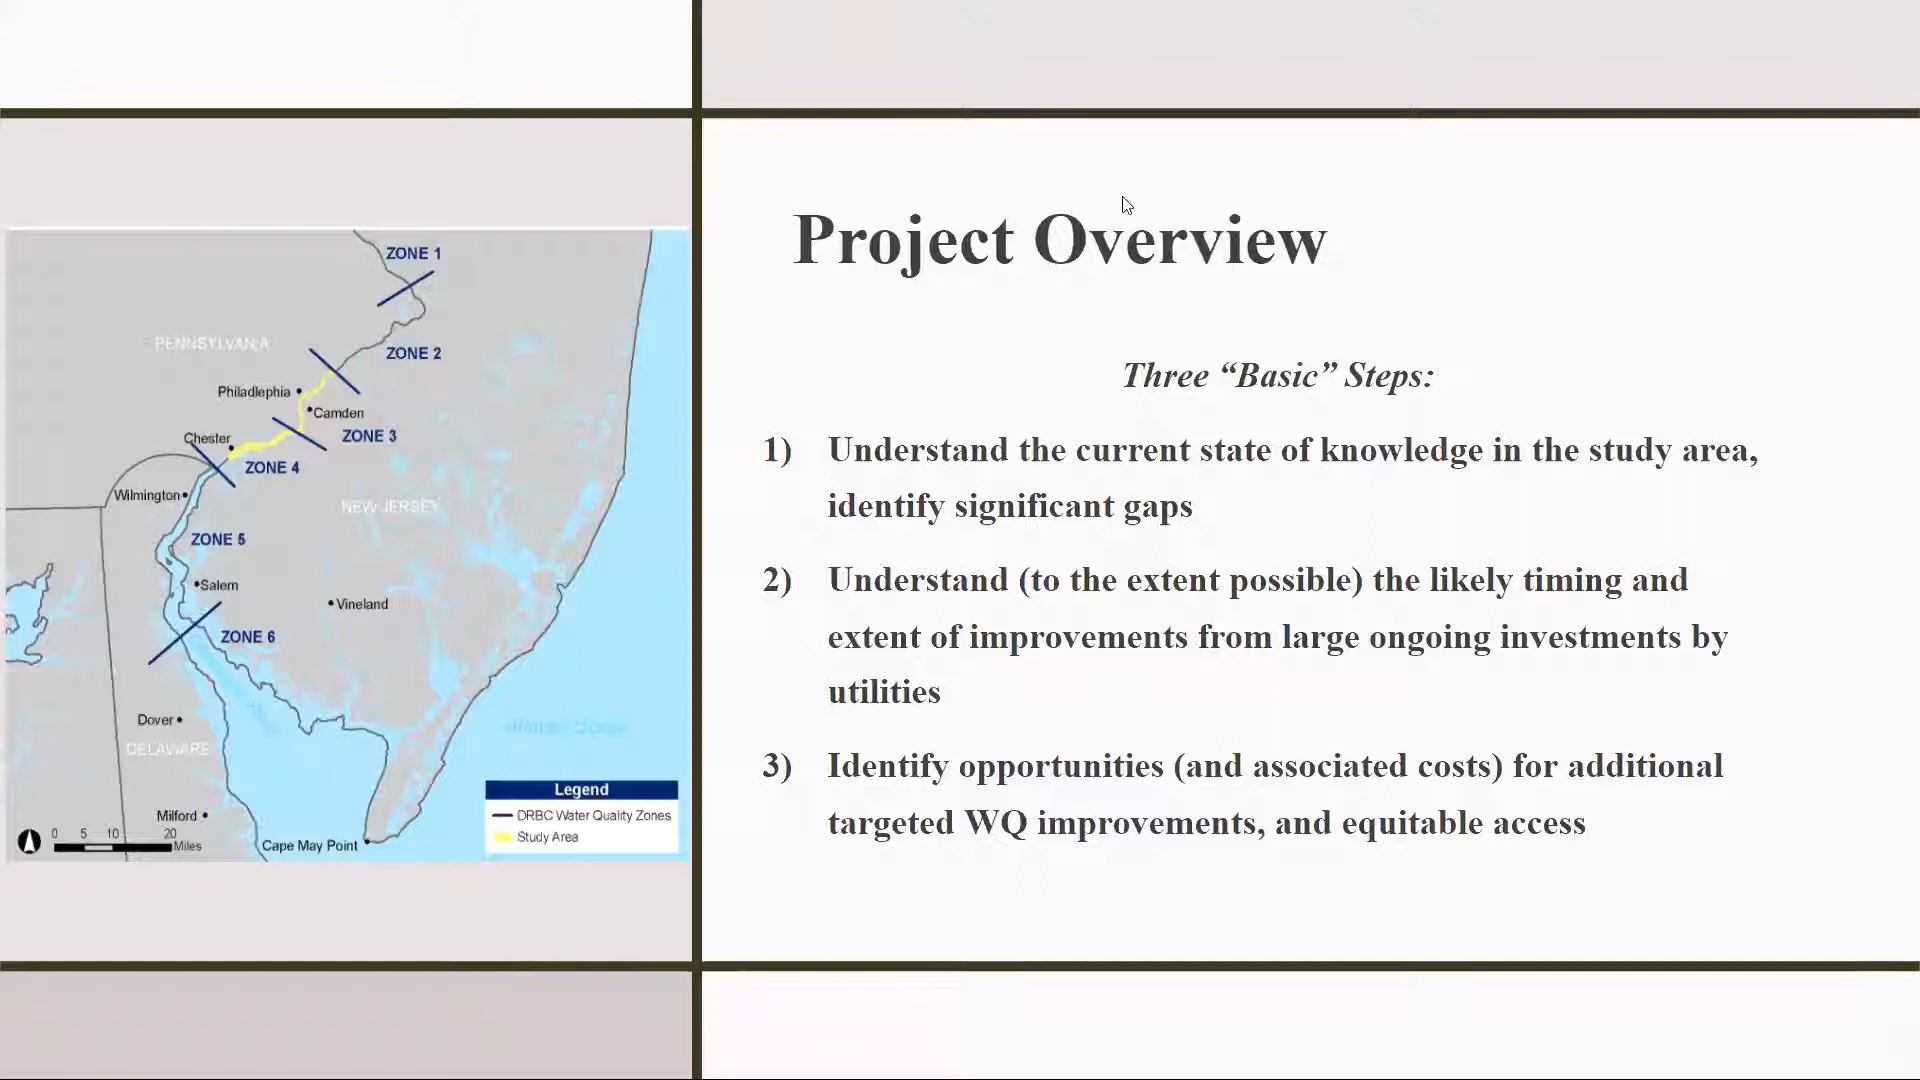 ZONE 1
PENNSYLVANIA
ZONE 2
Philadlephia
Camden
Chester
ZONE 3
ZONE 4
Wilmington
NEW JERSEY
ZONE 5
Salem
Vineland
ZONE 6
Dover
DELAWARE
Milford
0 5 10 20
Miles
Cape May Point
Legend
DRBC Water Quality Zones
Study Area
Project Overview
Three “Basic” Steps:
1) Understand the current state of knowledge in the study area,
identify significant gaps
2) Understand (to the extent possible) the likely timing and
extent of improvements from large ongoing investments by
utilities
3) Identify opportunities (and associated costs) for additional
targeted WQ improvements, and equitable access